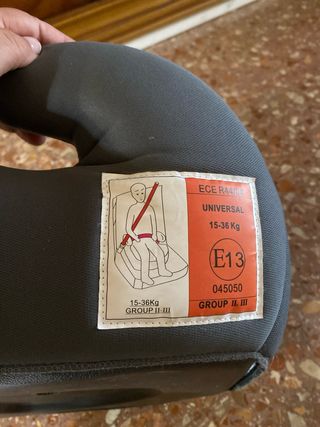 ECE R44/04
UNIVERSAL
15-36 Kg
E13
045050
GROUP II. III
15-36Kg
GROUP II·III